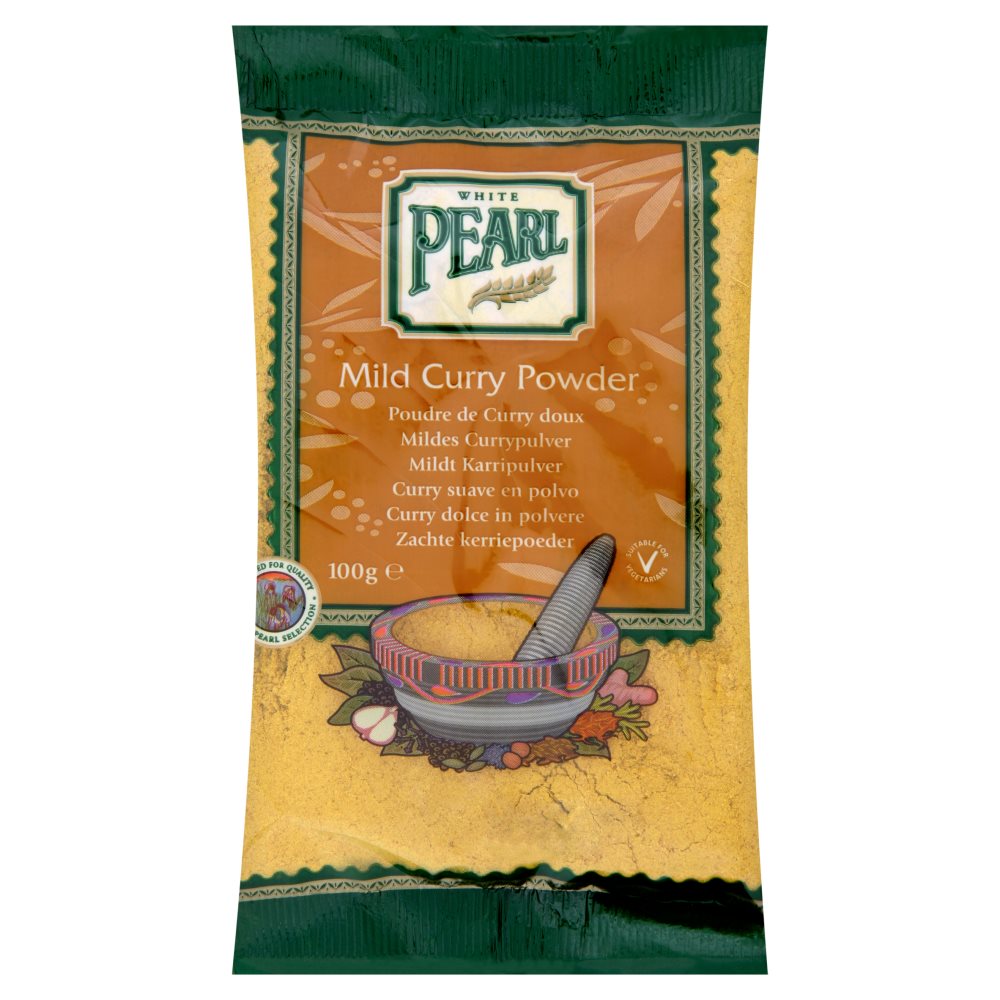 WHITE
PEARL
Mild Curry Powder
Poudre de Curry doux
Mildes Currypulver
Mildt Karripulver
Curry suave en polvo
Curry dolce in polvere
Zachte kerriepoeder
100g ℮
SUITABLE FOR
VEGETARIANS
FOR QUALITY
PEARL SELECTION